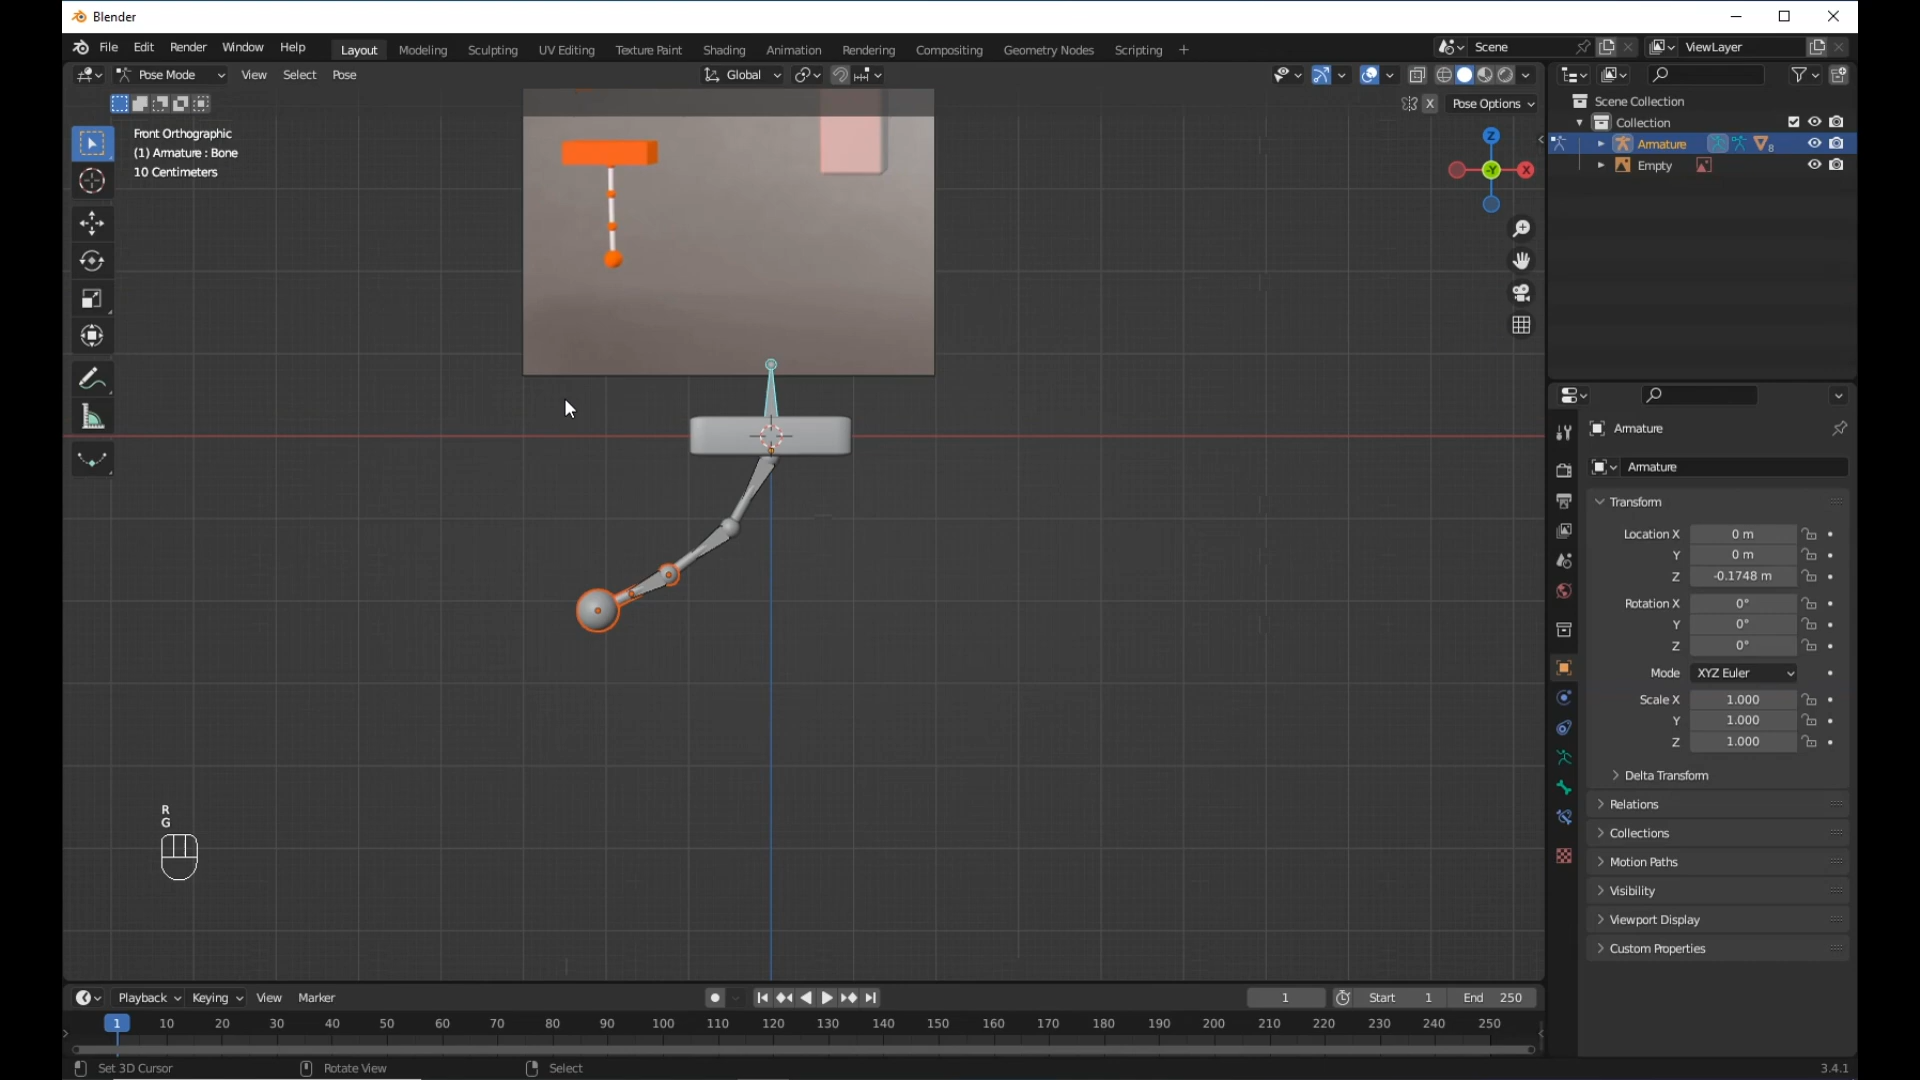 Blender
File Edit Render Window Help Layout Modeling Sculpting UV Editing Texture Paint Shading Animation Rendering Compositing Geometry Nodes Scripting + Scene ViewLayer
Pose Mode View Select Pose Global
X Pose Options
Front Orthographic
(1) Armature : Bone
10 Centimeters
Z
Y
X
Scene Collection
Collection
Armature 8
Empty
Armature
Armature
Transform
Location X 0 m
Y 0 m
Z -0.1748 m
Rotation X 0°
Y 0°
Z 0°
Mode XYZ Euler
Scale X 1.000
Y 1.000
Z 1.000
Delta Transform
Relations
Collections
Motion Paths
Visibility
Viewport Display
Custom Properties
R
G
Playback Keying View Marker 1 Start 1 End 250
1 10 20 30 40 50 60 70 80 90 100 110 120 130 140 150 160 170 180 190 200 210 220 230 240 250
Set 3D Cursor Rotate View Select 3.4.1